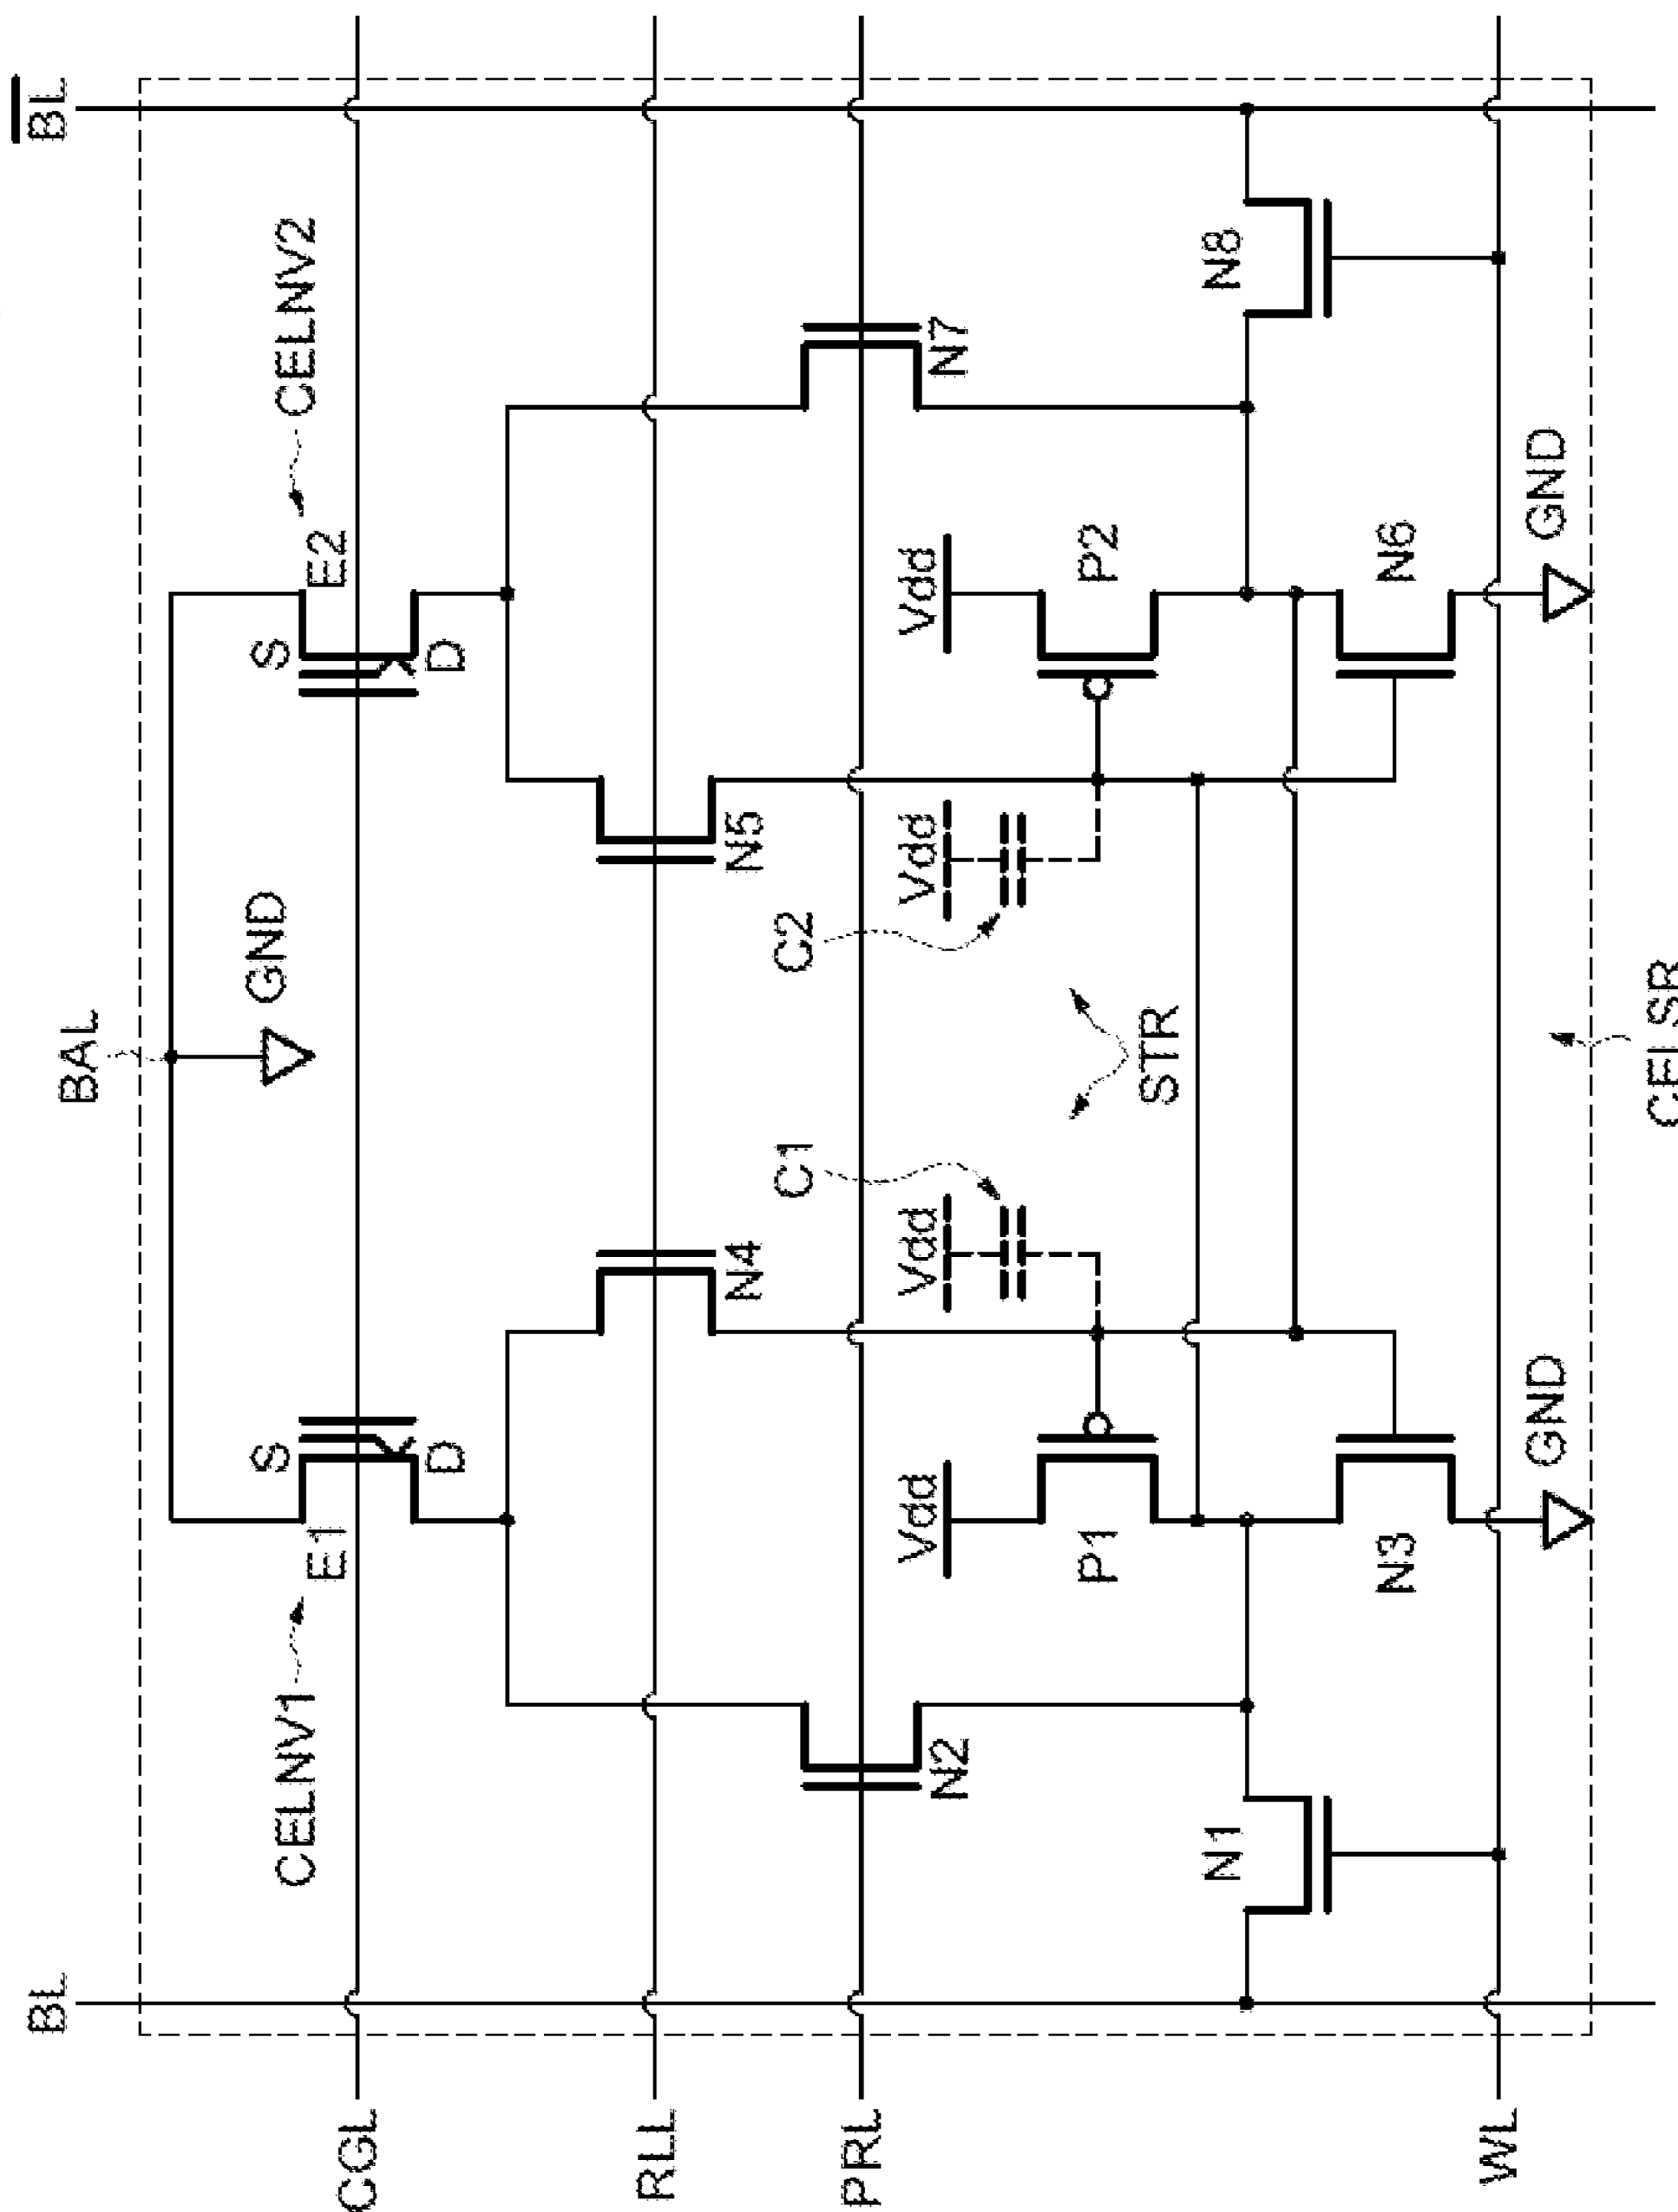 BL
BAL
B̅L̅
CELNV1
E1
S
D
GND
S
D
E2
CELNV2
CGL
N4
N5
RLL
N2
C1
C2
N7
PRL
Vdd
Vdd
Vdd
Vdd
P1
STR
P2
N1
N8
N3
N6
WL
GND
GND